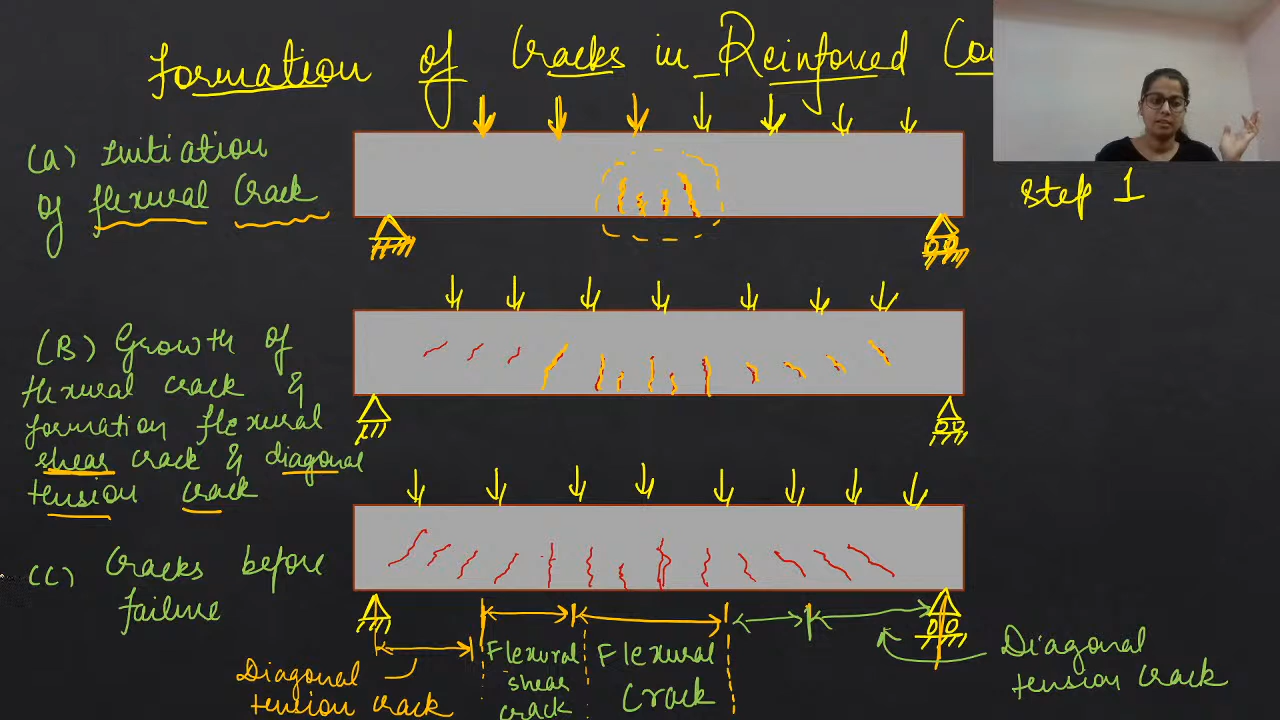 Formation of Cracks in Reinforced Con
(a) Initiation
of flexural Crack
Step 1
(B) Growth of
flexural crack &
formation flexural
shear crack & diagonal
tension crack
(C) Cracks before
failure
Diagonal
tension crack
Flexural
shear
crack
Flexural
Crack
Diagonal
tension crack